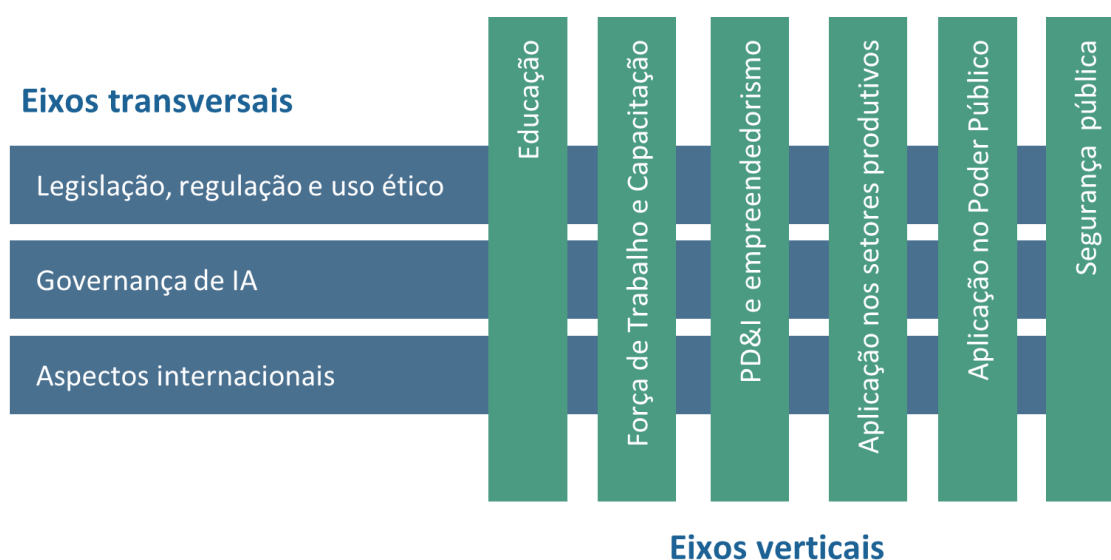 Eixos transversais
Legislação, regulação e uso ético
Governança de IA
Aspectos internacionais
Educação
Força de Trabalho e Capacitação
PD&I e empreendedorismo
Aplicação nos setores produtivos
Aplicação no Poder Público
Segurança pública
Eixos verticais